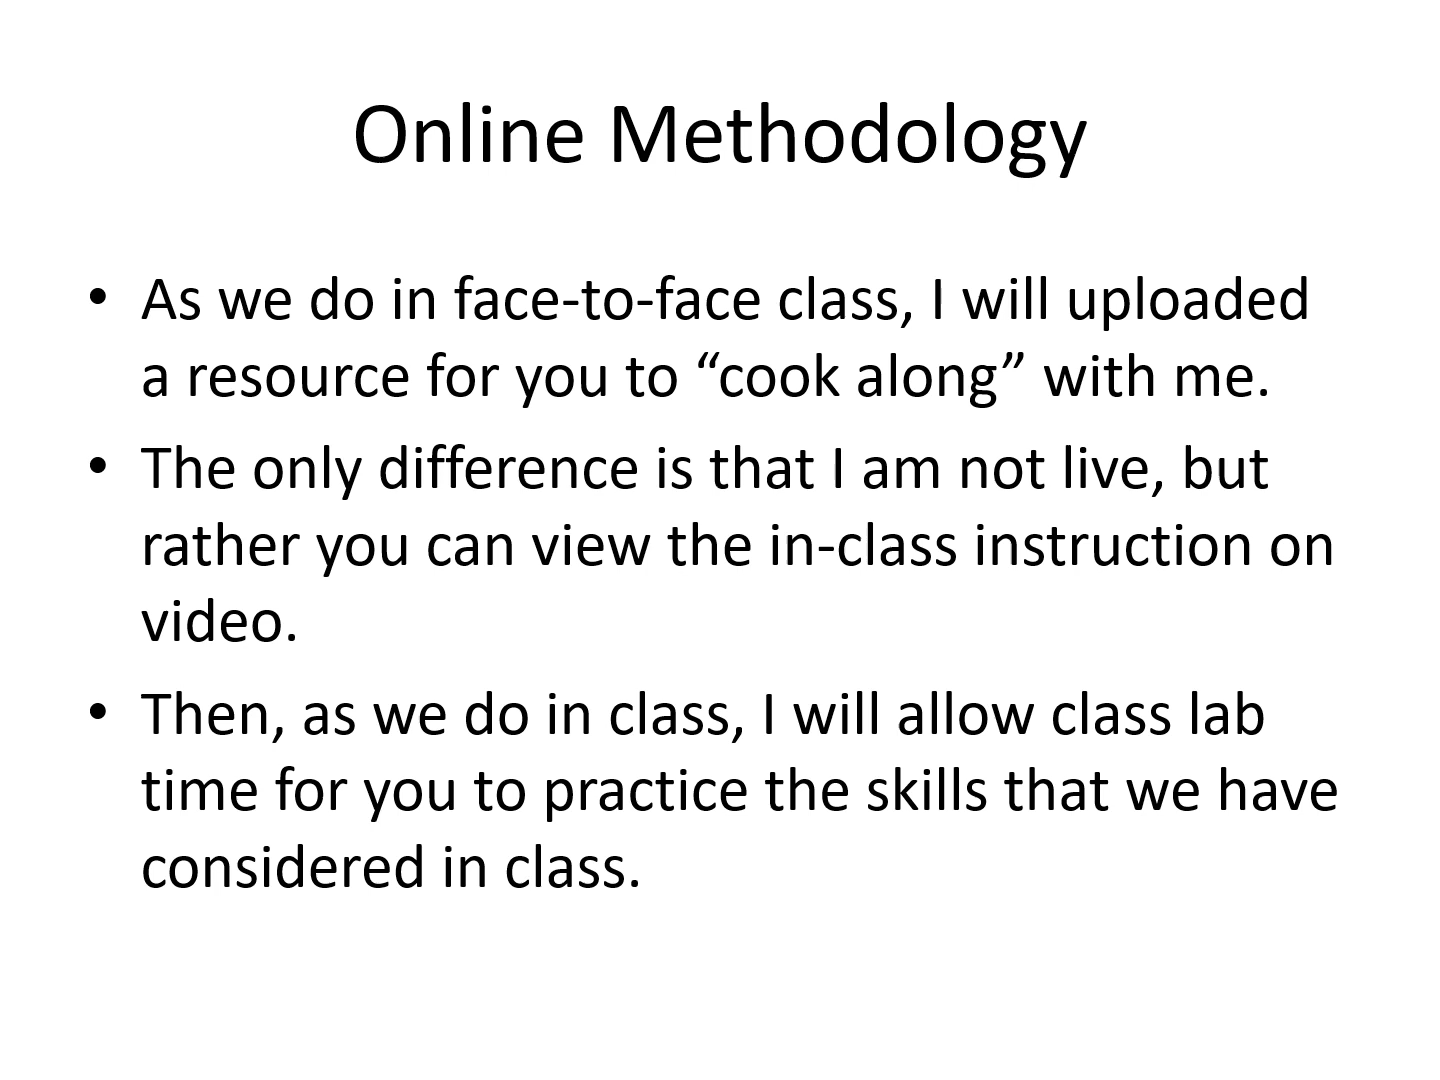 Online Methodology
• As we do in face-to-face class, I will uploaded
a resource for you to “cook along” with me.
• The only difference is that I am not live, but
rather you can view the in-class instruction on
video.
• Then, as we do in class, I will allow class lab
time for you to practice the skills that we have
considered in class.